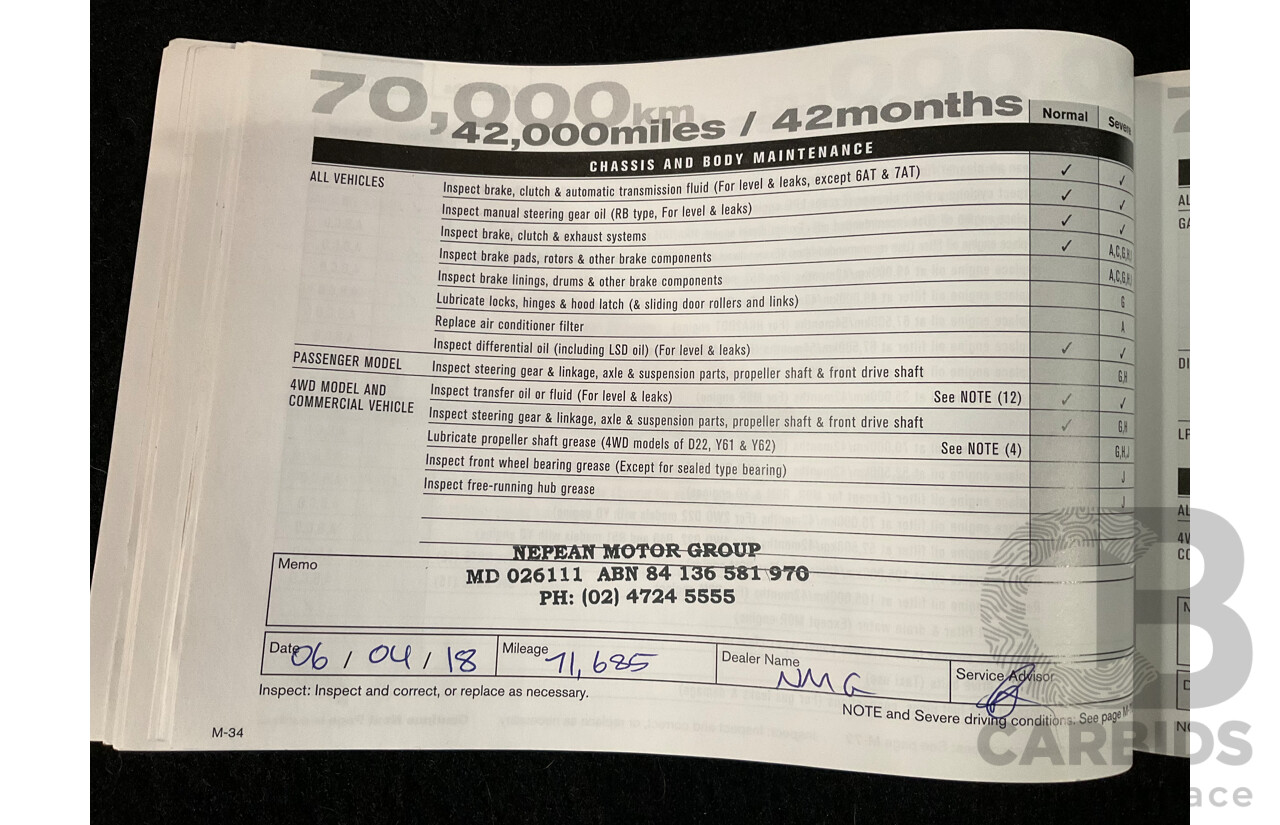 70,000km
42,000miles / 42months
Normal Severe
CHASSIS AND BODY MAINTENANCE
ALL VEHICLES
Inspect brake, clutch & automatic transmission fluid (For level & leaks, except 6AT & 7AT) ✓ ✓
Inspect manual steering gear oil (RB type, For level & leaks) ✓ ✓
Inspect brake, clutch & exhaust systems ✓ ✓
Inspect brake pads, rotors & other brake components ✓ A,C,G,H,
Inspect brake linings, drums & other brake components A,C,G,H,
Lubricate locks, hinges & hood latch (& sliding door rollers and links) G
Replace air conditioner filter A
Inspect differential oil (including LSD oil) (For level & leaks) ✓ ✓
PASSENGER MODEL Inspect steering gear & linkage, axle & suspension parts, propeller shaft & front drive shaft G,H
4WD MODEL AND
COMMERCIAL VEHICLE
Inspect transfer oil or fluid (For level & leaks) See NOTE (12) ✓ ✓
Inspect steering gear & linkage, axle & suspension parts, propeller shaft & front drive shaft ✓ G,H
Lubricate propeller shaft grease (4WD models of D22, Y61 & Y62) See NOTE (4) G,H,J
Inspect front wheel bearing grease (Except for sealed type bearing) J
Inspect free-running hub grease J
Memo
NEPEAN MOTOR GROUP
MD 026111 ABN 84 136 581 970
PH: (02) 4724 5555
Date 06 / 04 / 18 Mileage 71,685 Dealer Name NMG Service Advisor
Inspect: Inspect and correct, or replace as necessary.
NOTE and Severe driving conditions: See page M-
M-34
CARBIDS